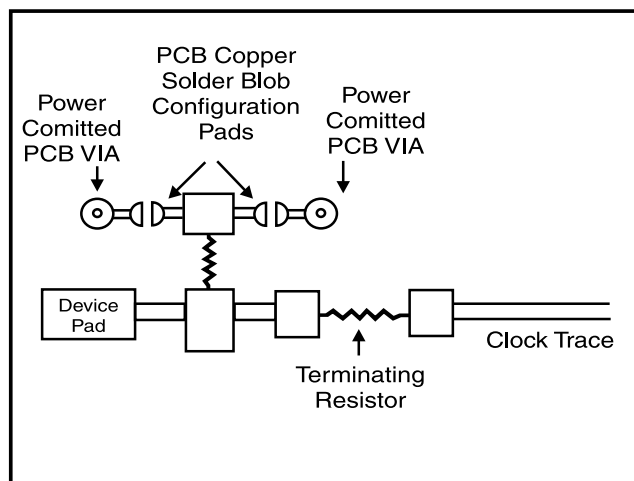 PCB Copper
Solder Blob
Configuration
Pads
Power
Comitted
PCB VIA
Power
Comitted
PCB VIA
Device
Pad
Clock Trace
Terminating
Resistor